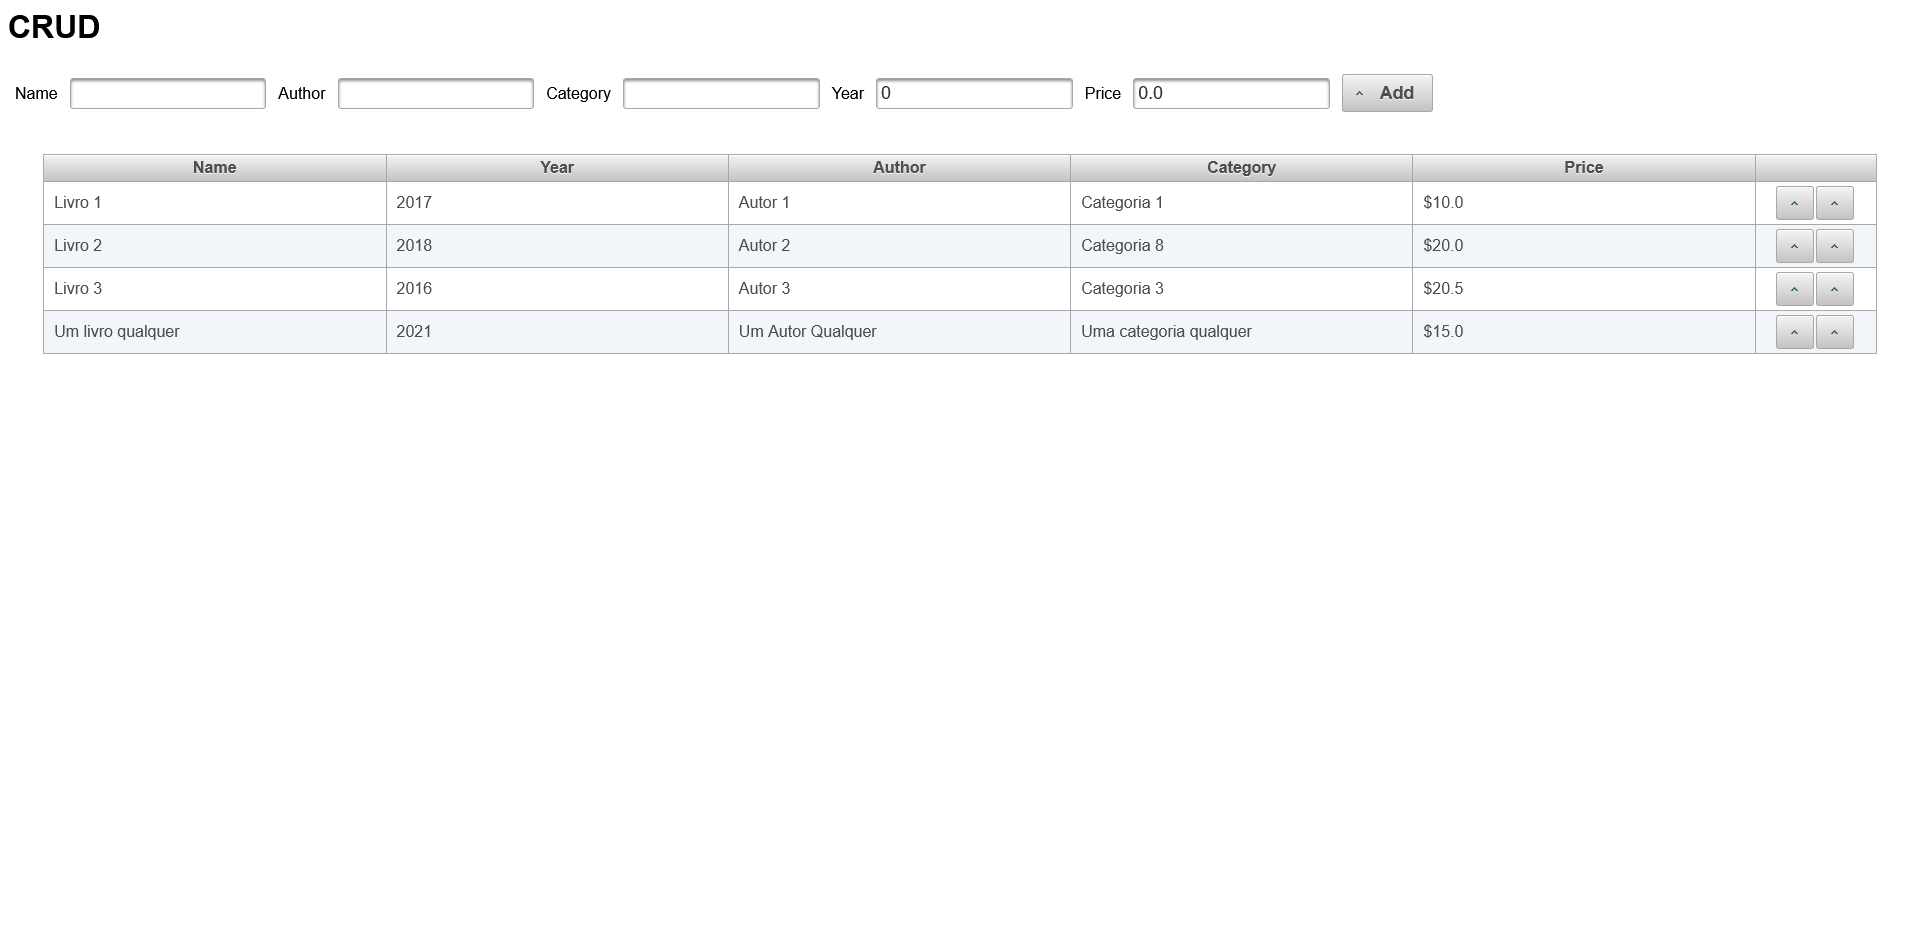 CRUD
Name Author Category Year 0 Price 0.0 Add
Name Year Author Category Price
Livro 1 2017 Autor 1 Categoria 1 $10.0
Livro 2 2018 Autor 2 Categoria 8 $20.0
Livro 3 2016 Autor 3 Categoria 3 $20.5
Um livro qualquer 2021 Um Autor Qualquer Uma categoria qualquer $15.0